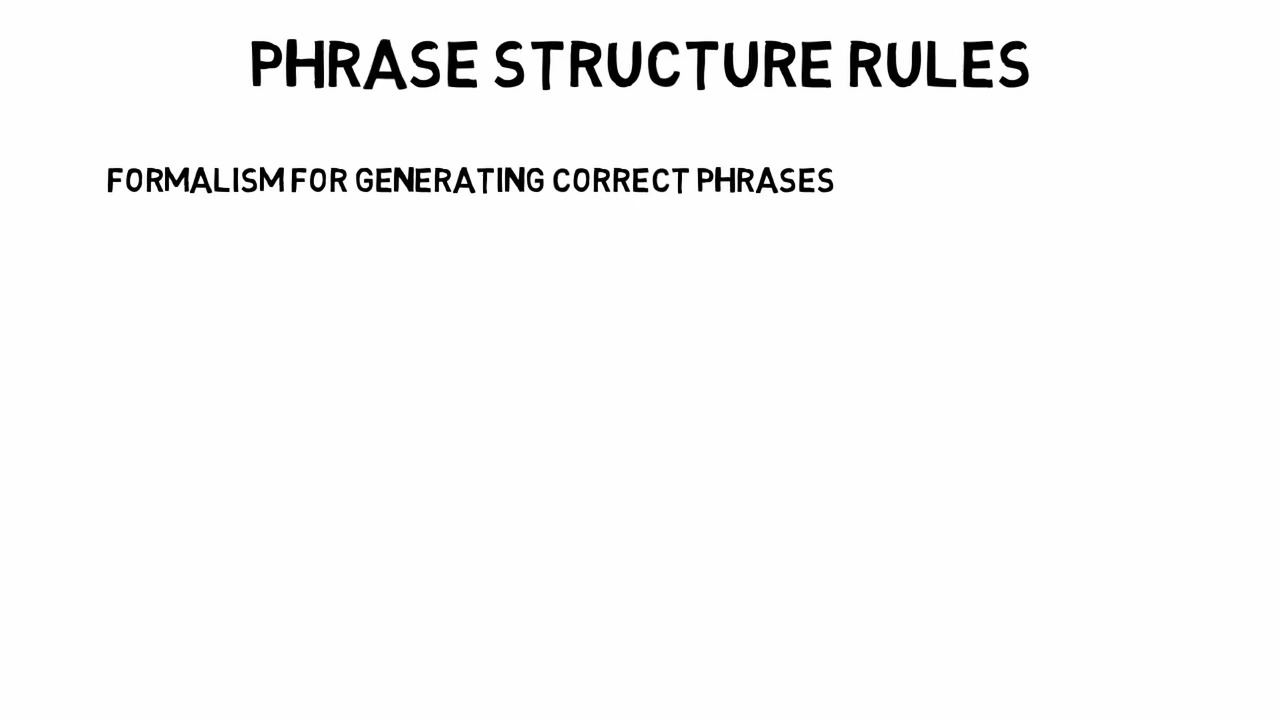 PHRASE STRUCTURE RULES
FORMALISM FOR GENERATING CORRECT PHRASES